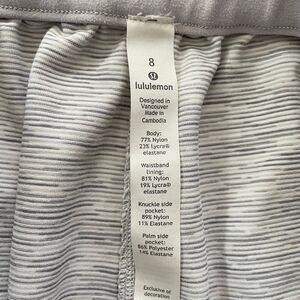 8
lululemon
Designed in
Vancouver
Made in
Cambodia
Body:
77% Nylon
23% Lycra®
elastane
Waistband
lining:
81% Nylon
19% Lycra®
elastane
Knuckle side
pocket:
89% Nylon
11% Elastane
Palm side
pocket:
86% Polyester
14% Elastane
Exclusive of
decoration